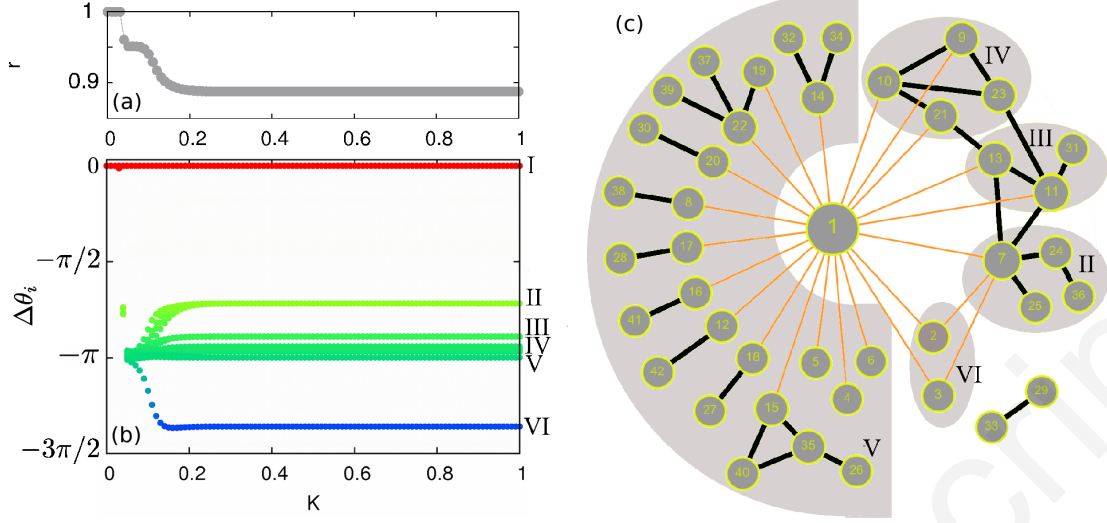 (a)
r
1
0.9
0 0.2 0.4 0.6 0.8 1
K
(b)
Δθi
0
−π/2
−π
−3π/2
I
II
III
IV
V
VI
0 0.2 0.4 0.6 0.8 1
K
(c)
32 34 9
37 19 IV
39 10 23
14
30 22 21
20 13 III 31
38 8 11
1
28 17 7 24 II
16 25 36
41 12 2
42 18 5 6
27 4 3 VI
15 29
35 33
40 26 V
crip